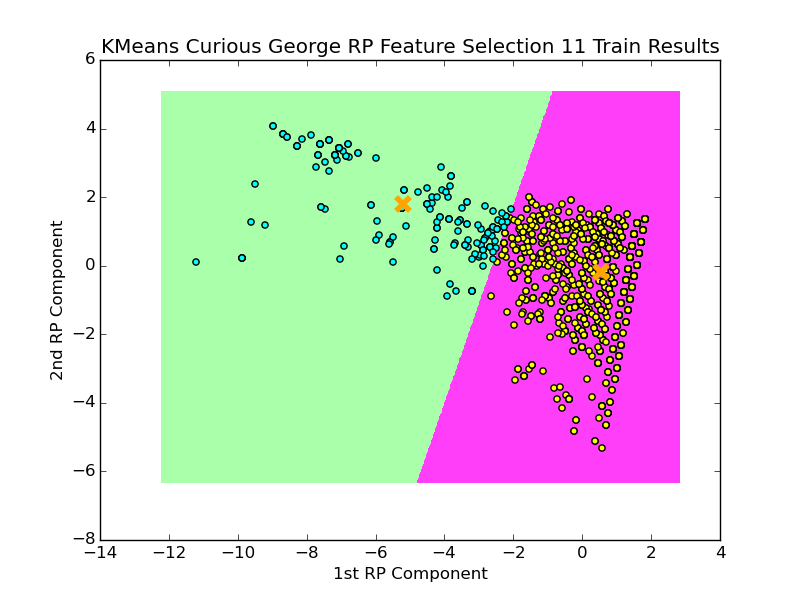 KMeans Curious George RP Feature Selection 11 Train Results
6
4
2
0
−2
−4
−6
−8
2nd RP Component
−14 −12 −10 −8 −6 −4 −2 0 2 4
1st RP Component